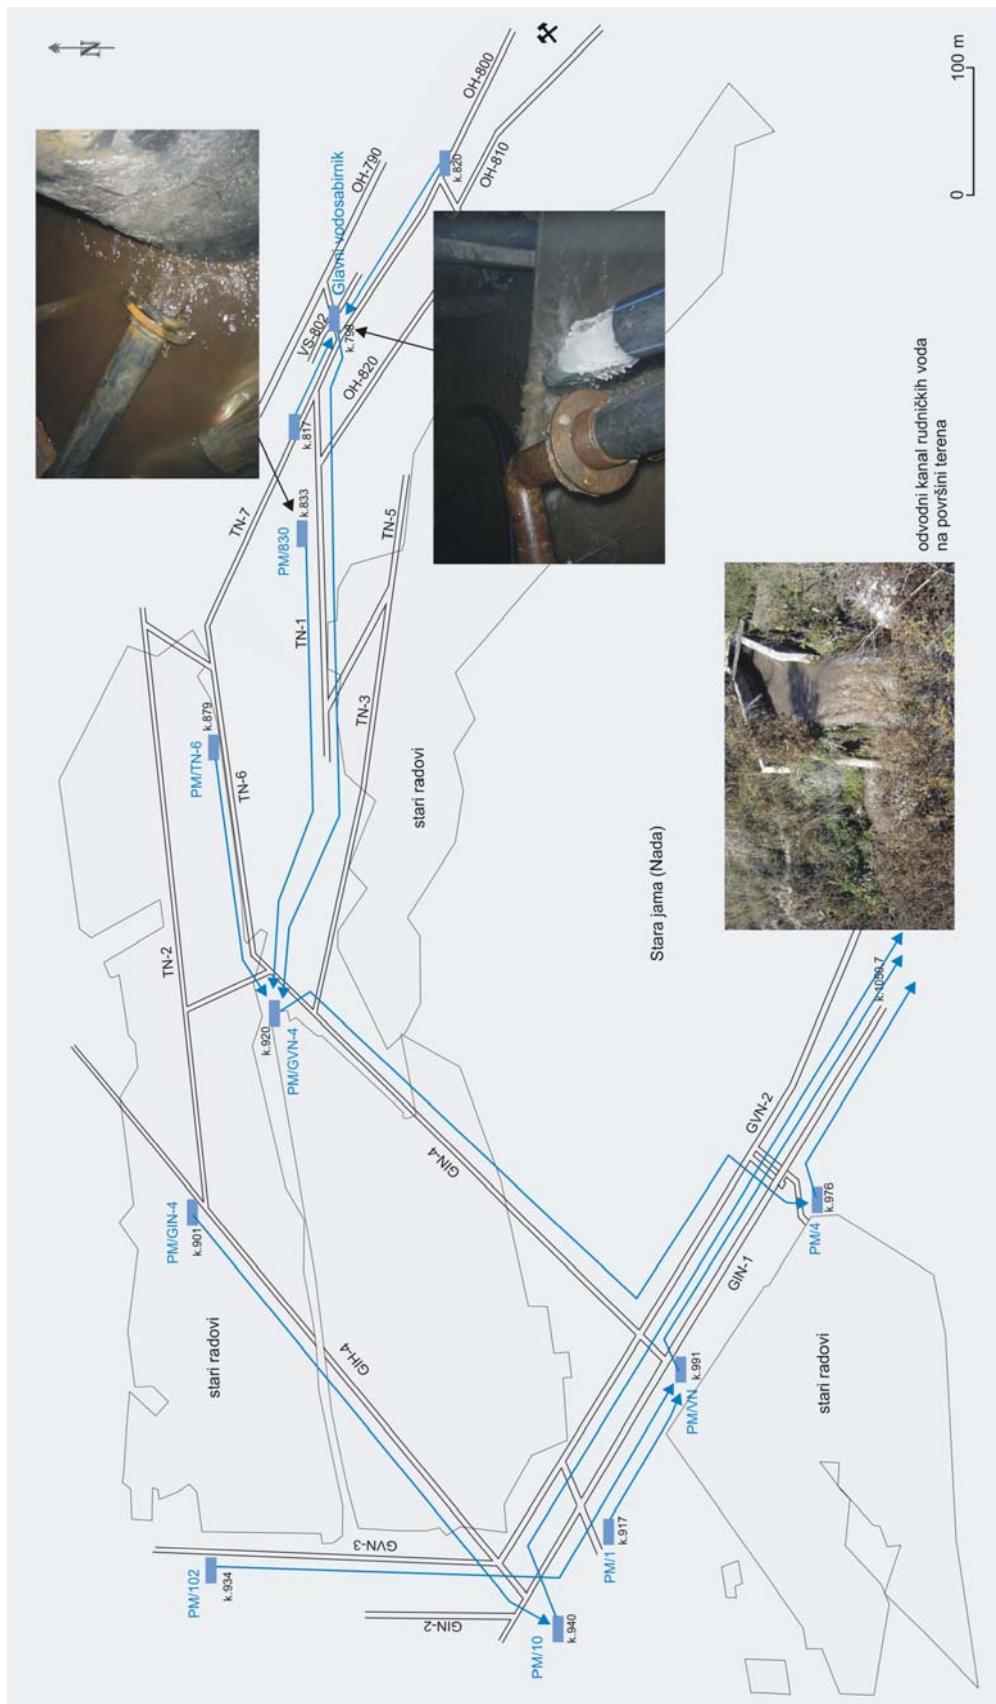 N
OH-800
OH-790
k.820
OH-810
Glavni vodosabirnik
VS-802
k.798
OH-820
k.817
TN-7
k.833
PM/830
TN-5
TN-1
k.879
PM/TN-6
TN-6
TN-3
stari radovi
Stara jama (Nada)
TN-2
k.920
PM/GVN-4
GIN-4
PM/GIN-4
k.901
GIH-4
stari radovi
GVN-2
k.1050.7
k.976
PM/4
GIN-1
k.991
PM/VN
stari radovi
GVN-3
PM/102
k.934
PM/1
k.917
GIN-2
PM/10
k.940
odvodni kanal rudničkih voda
na površini terena
0
100 m